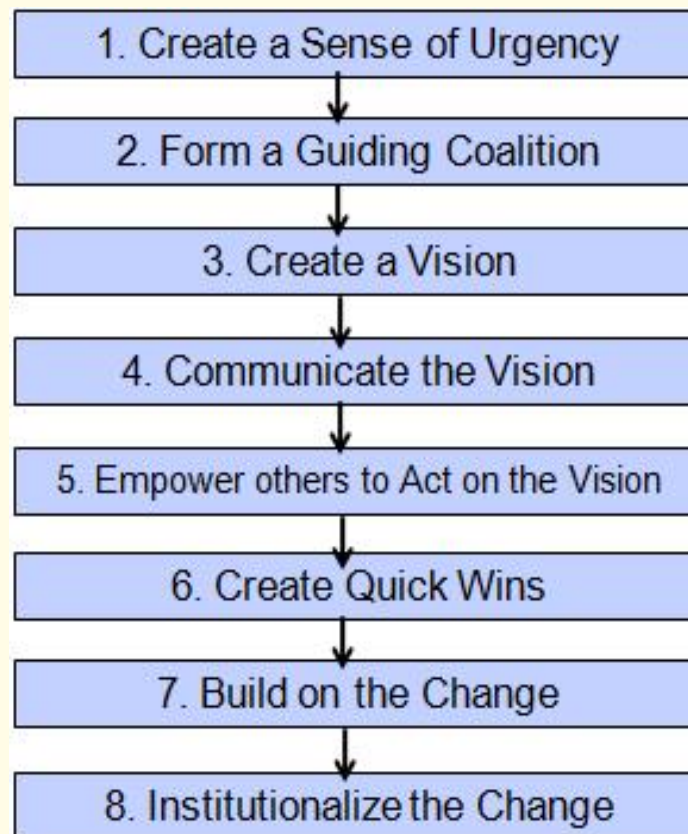 1. Create a Sense of Urgency
2. Form a Guiding Coalition
3. Create a Vision
4. Communicate the Vision
5. Empower others to Act on the Vision
6. Create Quick Wins
7. Build on the Change
8. Institutionalize the Change